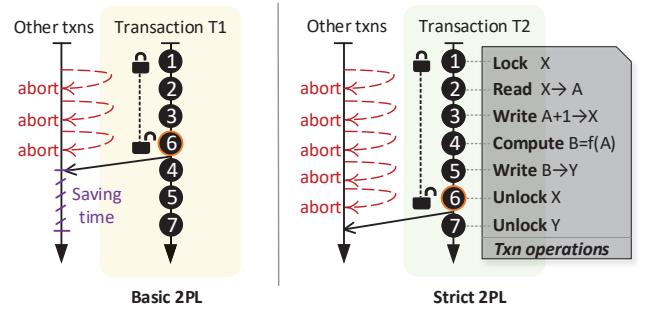 Other txns
Transaction T1
1
2
3
6
4
5
7
abort
abort
abort
Saving
time
Basic 2PL
Other txns
Transaction T2
abort
abort
abort
abort
1 Lock X
2 Read X→ A
3 Write A+1→X
4 Compute B=f(A)
5 Write B→Y
6 Unlock X
7 Unlock Y
Txn operations
Strict 2PL